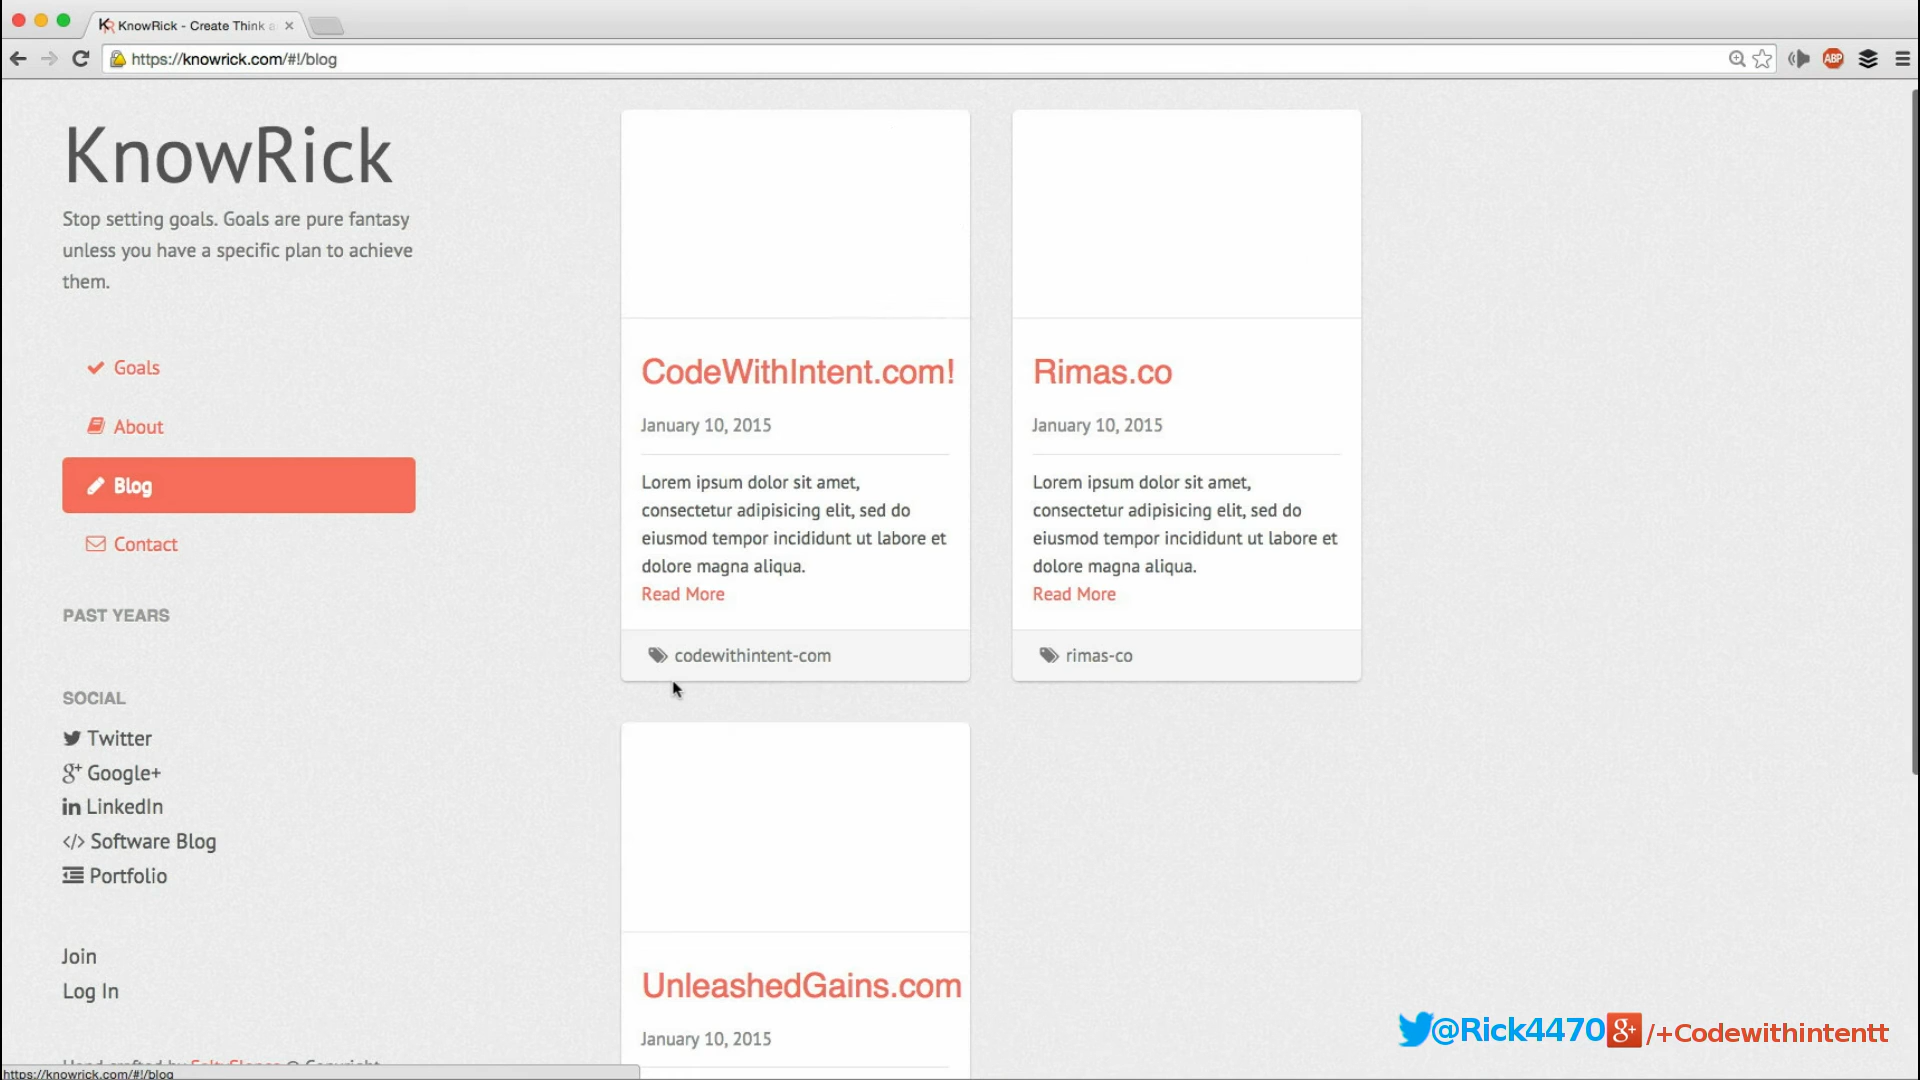 KnowRick - Create Think a
https://knowrick.com/#!/blog
ABP
KnowRick
Stop setting goals. Goals are pure fantasy
unless you have a specific plan to achieve
them.
Goals
About
Blog
Contact
PAST YEARS
SOCIAL
Twitter
Google+
LinkedIn
Software Blog
Portfolio
Join
Log In
CodeWithIntent.com!
January 10, 2015
Lorem ipsum dolor sit amet,
consectetur adipisicing elit, sed do
eiusmod tempor incididunt ut labore et
dolore magna aliqua.
Read More
codewithintent-com
Rimas.co
January 10, 2015
Lorem ipsum dolor sit amet,
consectetur adipisicing elit, sed do
eiusmod tempor incididunt ut labore et
dolore magna aliqua.
Read More
rimas-co
UnleashedGains.com
January 10, 2015
@Rick4470 /+Codewithintentt
https://knowrick.com/#!/blog